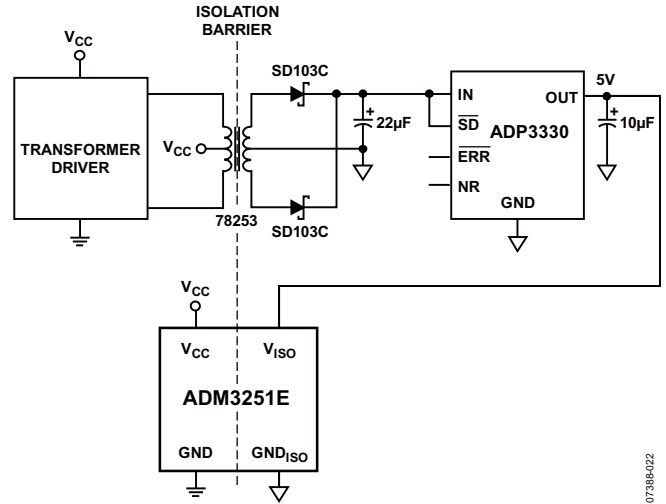 ISOLATION
BARRIER
VCC
TRANSFORMER
DRIVER
VCC
78253
SD103C
SD103C
22µF
+
IN
SD
ERR
NR
OUT
ADP3330
GND
5V
+
10µF
VCC
VCC
VISO
ADM3251E
GND
GNDISO
07388-022